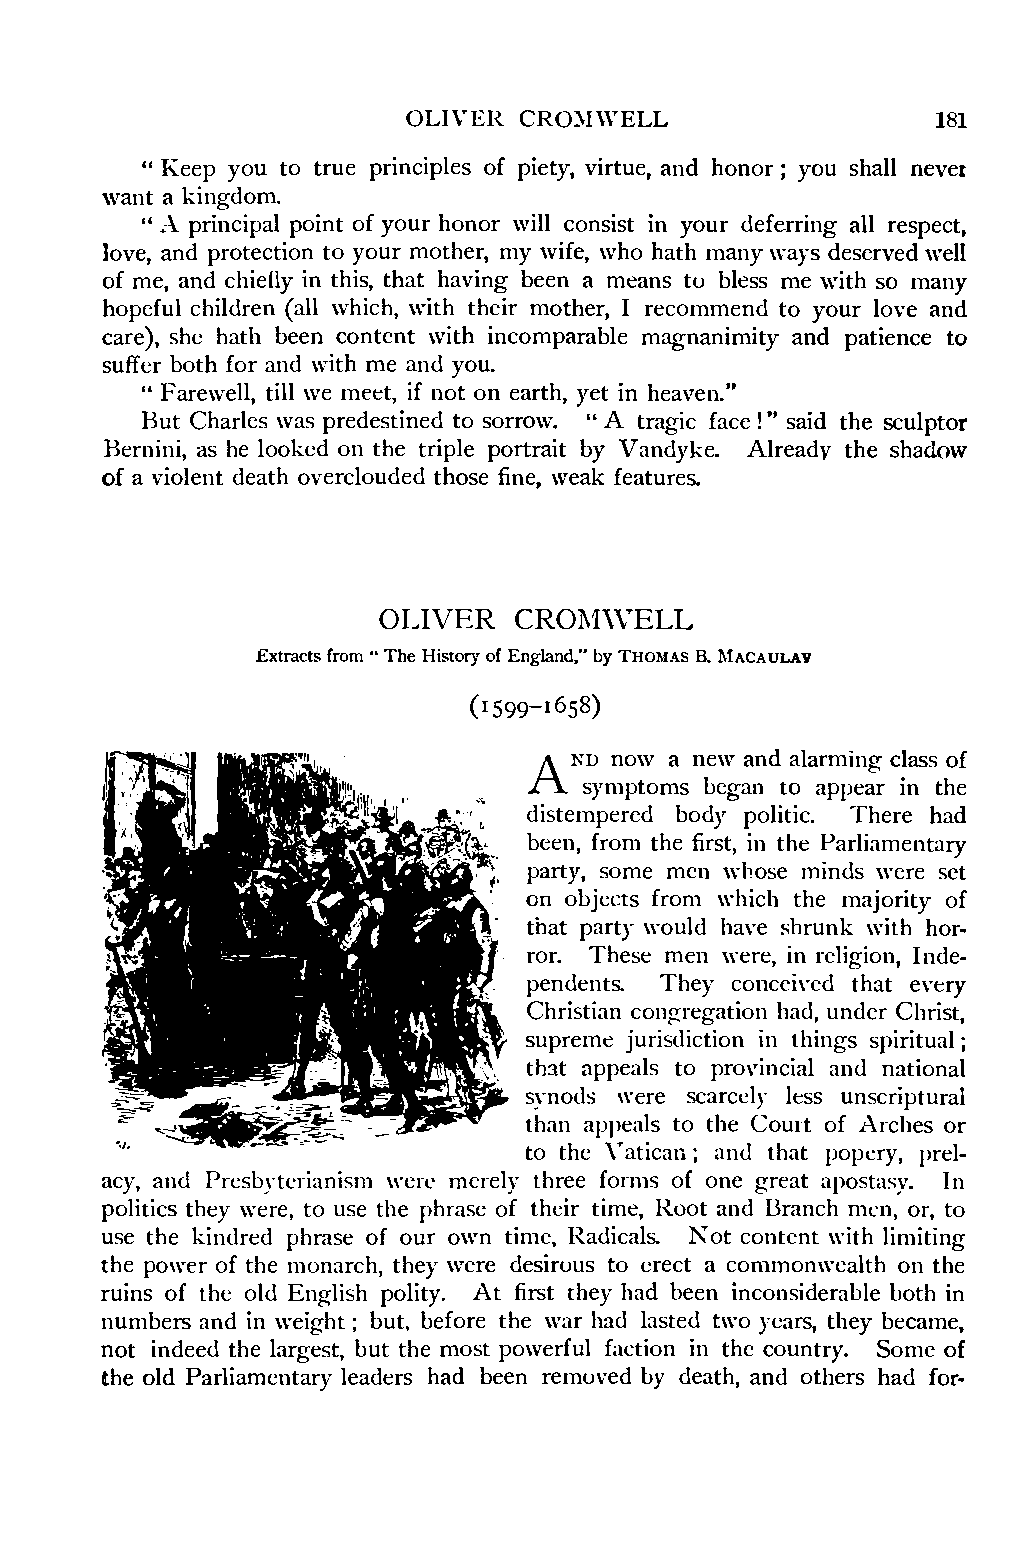 OLIVER CROMWELL 181
“ Keep you to true principles of piety, virtue, and honor ; you shall never
want a kingdom.
“ A principal point of your honor will consist in your deferring all respect,
love, and protection to your mother, my wife, who hath many ways deserved well
of me, and chiefly in this, that having been a means to bless me with so many
hopeful children (all which, with their mother, I recommend to your love and
care), she hath been content with incomparable magnanimity and patience to
suffer both for and with me and you.
“ Farewell, till we meet, if not on earth, yet in heaven.”
But Charles was predestined to sorrow. “ A tragic face !” said the sculptor
Bernini, as he looked on the triple portrait by Vandyke. Already the shadow
of a violent death overclouded those fine, weak features.
OLIVER CROMWELL
Extracts from “ The History of England,” by THOMAS B. MACAULAY
(1599–1658)
AND now a new and alarming class of
symptoms began to appear in the
distempered body politic. There had
been, from the first, in the Parliamentary
party, some men whose minds were set
on objects from which the majority of
that party would have shrunk with hor-
ror. These men were, in religion, Inde-
pendents. They conceived that every
Christian congregation had, under Christ,
supreme jurisdiction in things spiritual ;
that appeals to provincial and national
synods were scarcely less unscriptural
than appeals to the Court of Arches or
to the Vatican ; and that popery, prel-
acy, and Presbyterianism were merely three forms of one great apostasy. In
politics they were, to use the phrase of their time, Root and Branch men, or, to
use the kindred phrase of our own time, Radicals. Not content with limiting
the power of the monarch, they were desirous to erect a commonwealth on the
ruins of the old English polity. At first they had been inconsiderable both in
numbers and in weight ; but, before the war had lasted two years, they became,
not indeed the largest, but the most powerful faction in the country. Some of
the old Parliamentary leaders had been removed by death, and others had for-